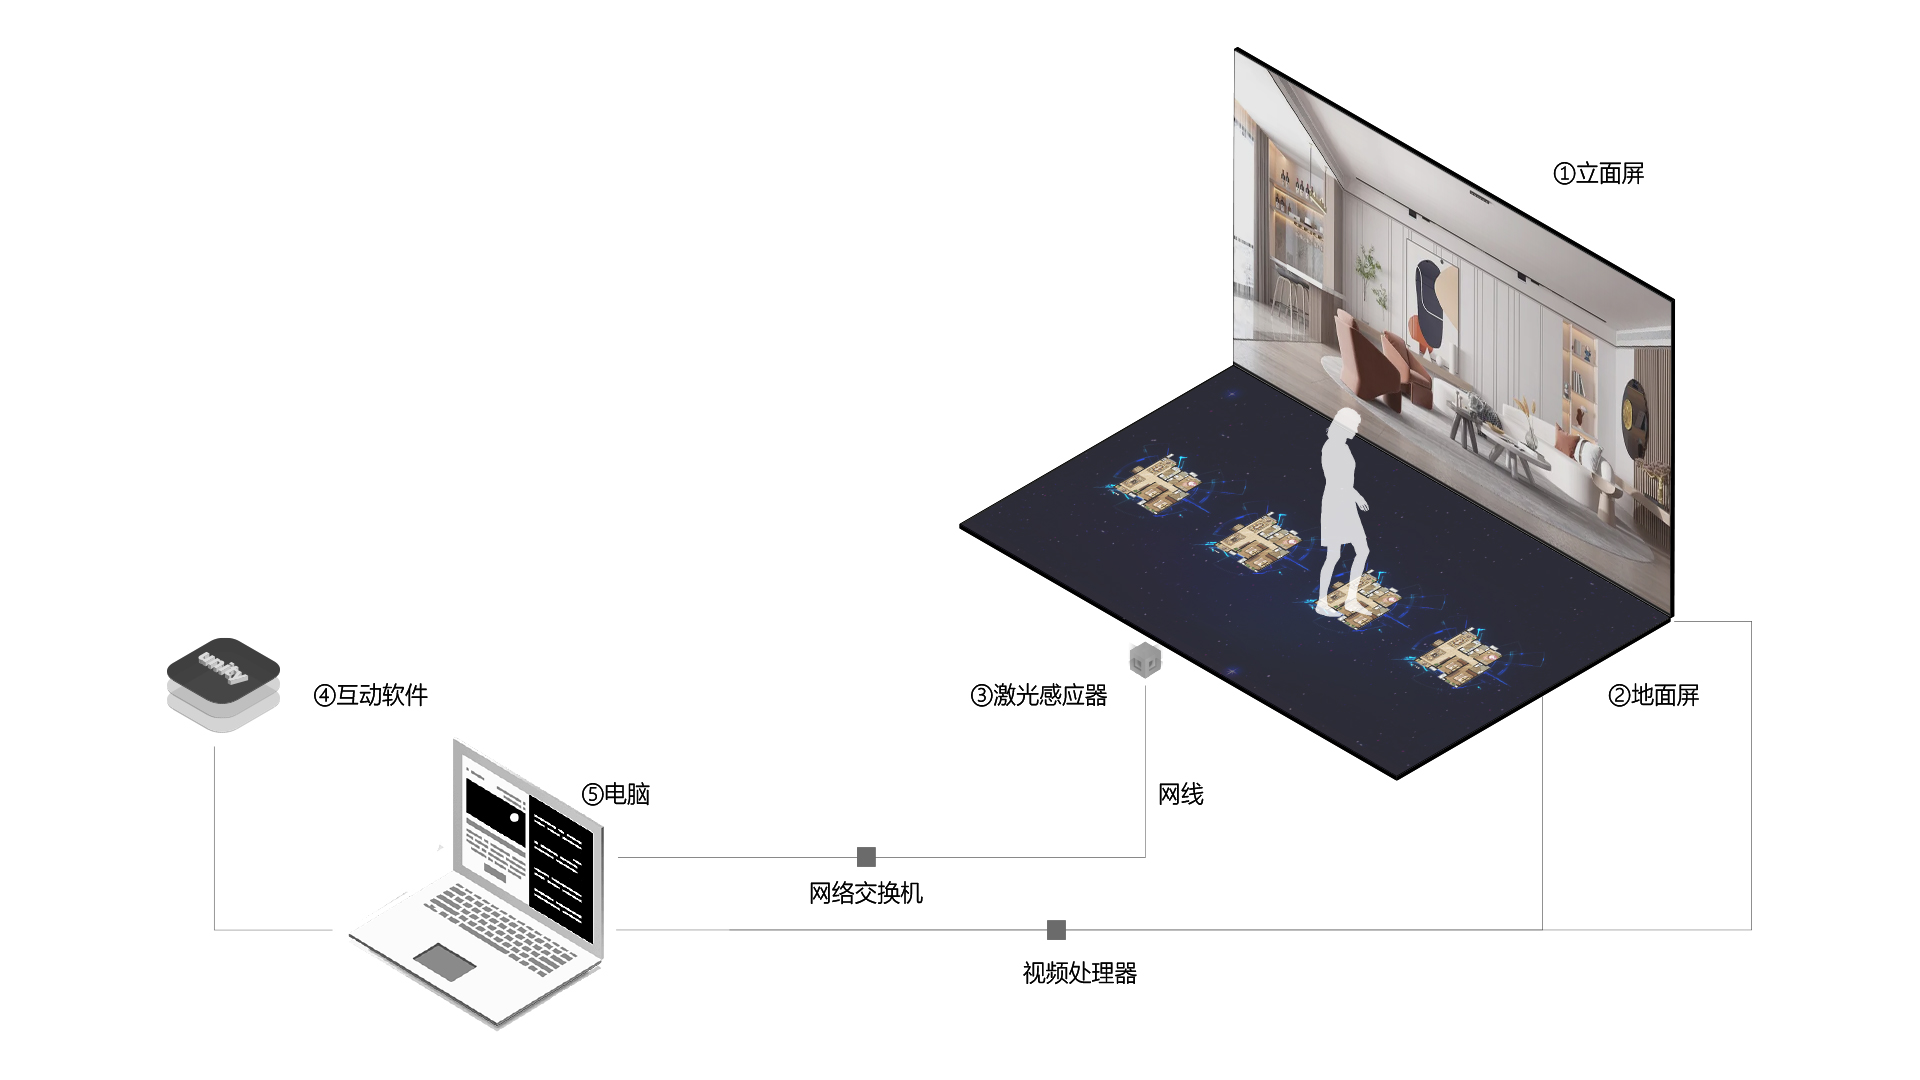 ①立面屏
②地面屏
③激光感应器
unity
④互动软件
⑤电脑
网线
网络交换机
视频处理器